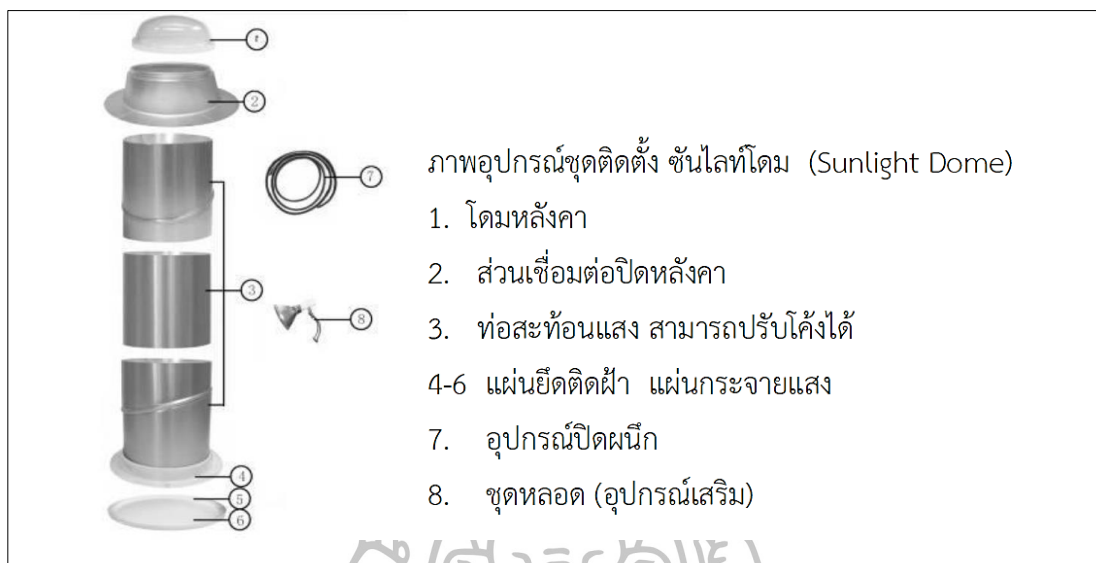 1
2
3
7
8
4
5
6
ภาพอุปกรณ์ชุดติดตั้ง ซันไลท์โดม (Sunlight Dome)
1. โดมหลังคา
2. ส่วนเชื่อมต่อปิดหลังคา
3. ท่อสะท้อนแสง สามารถปรับโค้งได้
4-6 แผ่นยึดติดฝ้า แผ่นกระจายแสง
7. อุปกรณ์ปิดผนึก
8. ชุดหลอด (อุปกรณ์เสริม)